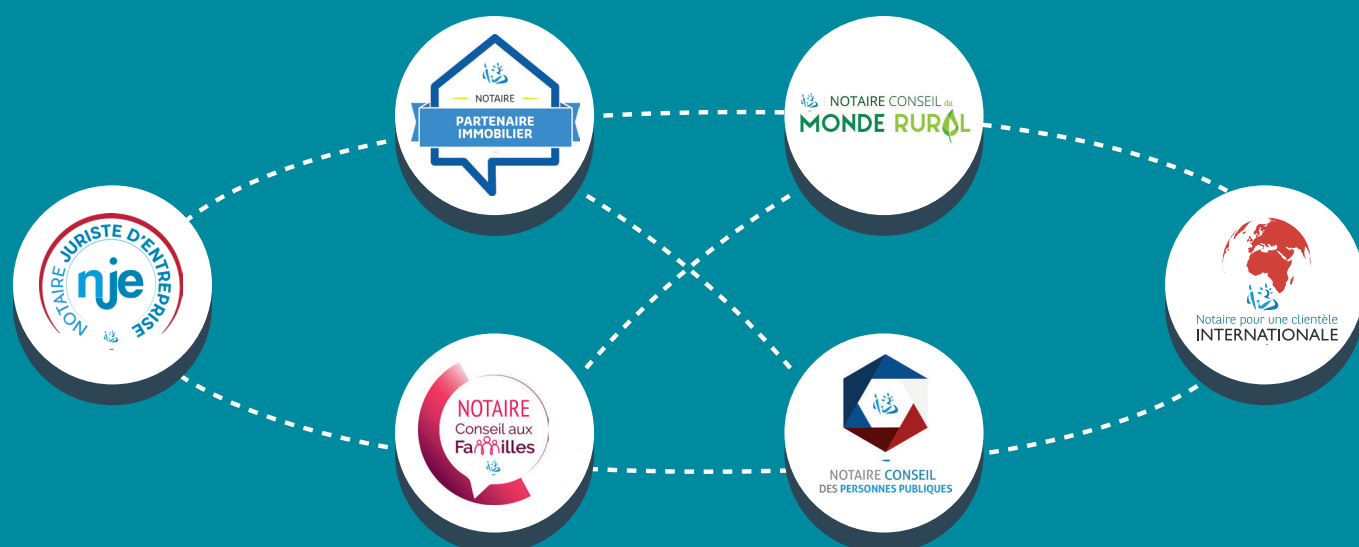 NOTAIRE
PARTENAIRE
IMMOBILIER
NOTAIRE CONSEIL du
MONDE RURAL
NOTAIRE JURISTE D'ENTREPRISE
nje
Notaire pour une clientèle
INTERNATIONALE
NOTAIRE
Conseil aux
Familles
NOTAIRE CONSEIL
DES PERSONNES PUBLIQUES